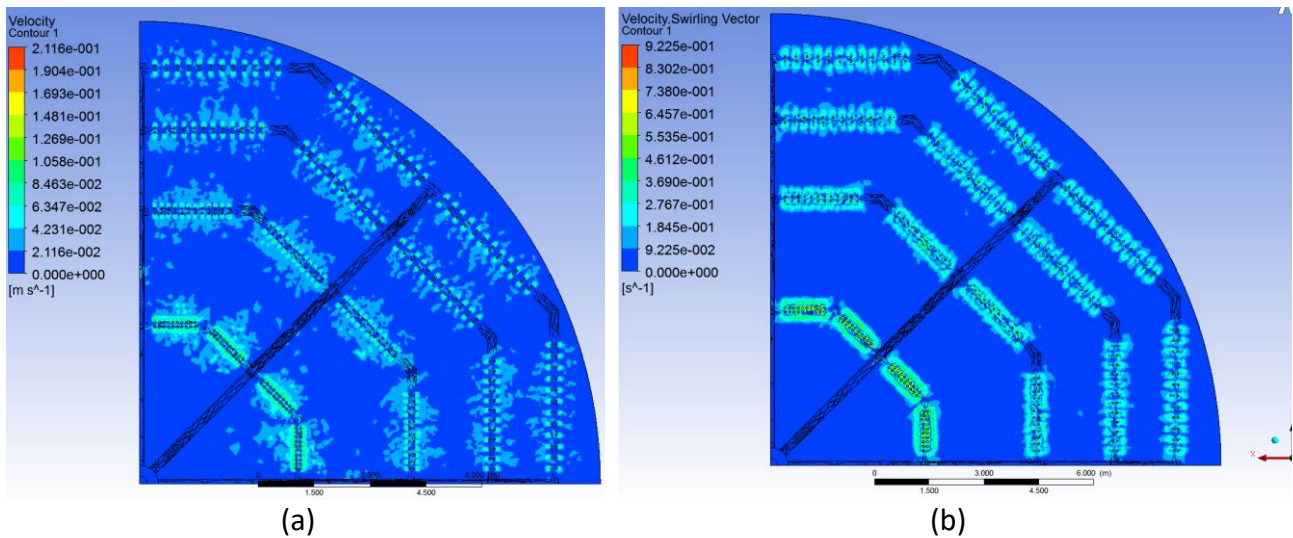 Velocity
Contour 1
2.116e-001
1.904e-001
1.693e-001
1.481e-001
1.269e-001
1.058e-001
8.463e-002
6.347e-002
4.231e-002
2.116e-002
0.000e+000
[m s^-1]
0
3.000
6.000 (m)
1.500
4.500
(a)
Velocity.Swirling Vector
Contour 1
9.225e-001
8.302e-001
7.380e-001
6.457e-001
5.535e-001
4.612e-001
3.690e-001
2.767e-001
1.845e-001
9.225e-002
0.000e+000
[s^-1]
0
3.000
6.000 (m)
1.500
4.500
X
(b)